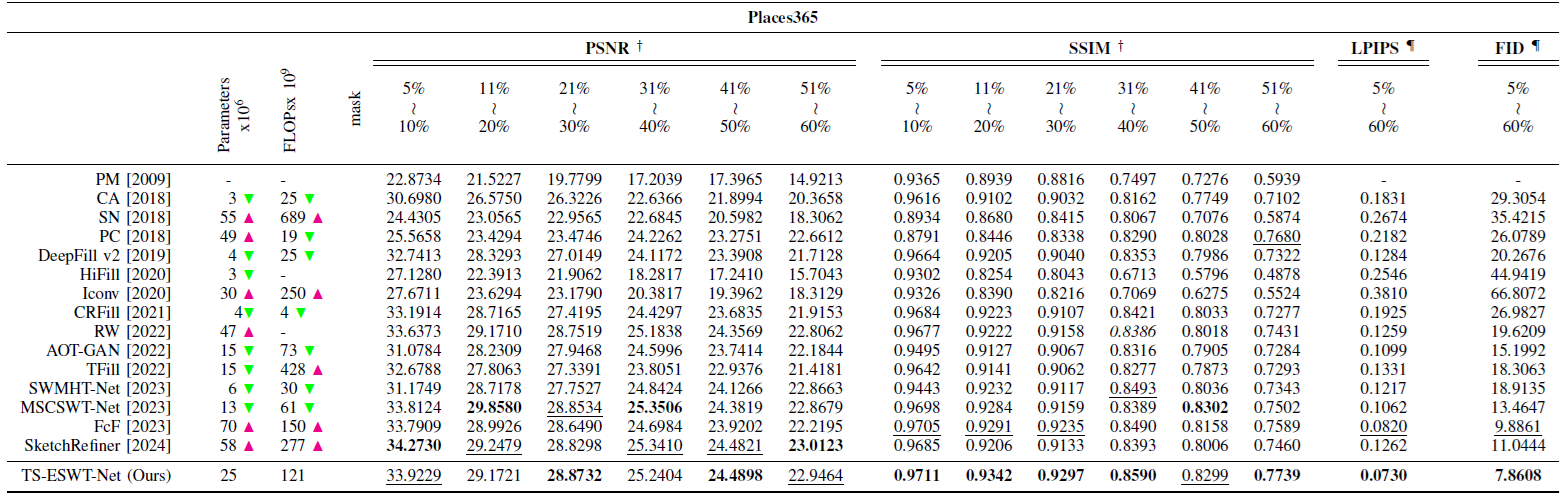 Places365
Parameters x10^6 FLOPsx 10^9 mask PSNR † SSIM † LPIPS ¶ FID ¶
5% 11% 21% 31% 41% 51% 5% 11% 21% 31% 41% 51% 5% 5%
≀ ≀ ≀ ≀ ≀ ≀ ≀ ≀ ≀ ≀ ≀ ≀ ≀ ≀
10% 20% 30% 40% 50% 60% 10% 20% 30% 40% 50% 60% 60% 60%
PM [2009] - - 22.8734 21.5227 19.7799 17.2039 17.3965 14.9213 0.9365 0.8939 0.8816 0.7497 0.7276 0.5939 - -
CA [2018] 3 ▼ 25 ▼ 30.6980 26.5750 26.3226 22.6366 21.8994 20.3658 0.9616 0.9102 0.9032 0.8162 0.7749 0.7102 0.1831 29.3054
SN [2018] 55 ▲ 689 ▲ 24.4305 23.0565 22.9565 22.6845 20.5982 18.3062 0.8934 0.8680 0.8415 0.8067 0.7076 0.5874 0.2674 35.4215
PC [2018] 49 ▲ 19 ▼ 25.5658 23.4294 23.4746 24.2262 23.2751 22.6612 0.8791 0.8446 0.8338 0.8290 0.8028 0.7680 0.2182 26.0789
DeepFill v2 [2019] 4 ▼ 25 ▼ 32.7413 28.3293 27.0149 24.1172 23.3908 21.7128 0.9664 0.9205 0.9040 0.8353 0.7986 0.7322 0.1284 20.2676
HiFill [2020] 3 ▼ - 27.1280 22.3913 21.9062 18.2817 17.2410 15.7043 0.9302 0.8254 0.8043 0.6713 0.5796 0.4878 0.2546 44.9419
Iconv [2020] 30 ▲ 250 ▲ 27.6711 23.6294 23.1790 20.3817 19.3962 18.3129 0.9326 0.8390 0.8216 0.7069 0.6275 0.5524 0.3810 66.8072
CRFill [2021] 4▼ 4 ▼ 33.1914 28.7165 27.4195 24.4297 23.6835 21.9153 0.9684 0.9223 0.9107 0.8421 0.8033 0.7277 0.1925 26.9827
RW [2022] 47 ▲ - 33.6373 29.1710 28.7519 25.1838 24.3569 22.8062 0.9677 0.9222 0.9158 0.8386 0.8018 0.7431 0.1259 19.6209
AOT-GAN [2022] 15 ▼ 73 ▼ 31.0784 28.2309 27.9468 24.5996 23.7414 22.1844 0.9495 0.9127 0.9067 0.8316 0.7905 0.7284 0.1099 15.1992
TFill [2022] 15 ▼ 428 ▲ 32.6788 27.8063 27.3391 23.8051 22.9376 21.4181 0.9642 0.9141 0.9062 0.8277 0.7873 0.7293 0.1331 18.3063
SWMHT-Net [2023] 6 ▼ 30 ▼ 31.1749 28.7178 27.7527 24.8424 24.1266 22.8663 0.9443 0.9232 0.9117 0.8493 0.8036 0.7343 0.1217 18.9135
MSCSWT-Net [2023] 13 ▼ 61 ▼ 33.8124 29.8580 28.8534 25.3506 24.3819 22.8679 0.9698 0.9284 0.9159 0.8389 0.8302 0.7502 0.1062 13.4647
FcF [2023] 70 ▲ 150 ▲ 33.7909 28.9926 28.6490 24.6984 23.9202 22.2195 0.9705 0.9291 0.9235 0.8490 0.8158 0.7589 0.0820 9.8861
SketchRefiner [2024] 58 ▲ 277 ▲ 34.2730 29.2479 28.8298 25.3410 24.4821 23.0123 0.9685 0.9206 0.9133 0.8393 0.8006 0.7460 0.1262 11.0444
TS-ESWT-Net (Ours) 25 121 33.9229 29.1721 28.8732 25.2404 24.4898 22.9464 0.9711 0.9342 0.9297 0.8590 0.8299 0.7739 0.0730 7.8608